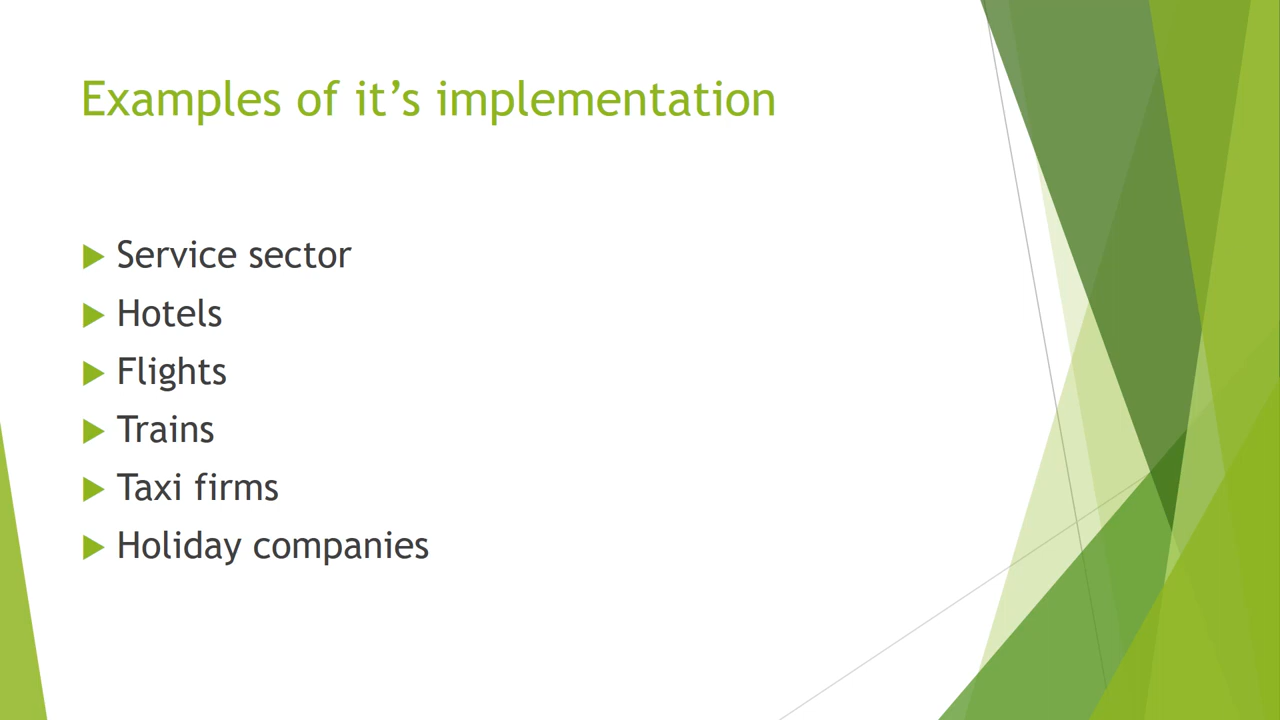 Examples of it’s implementation
Service sector
Hotels
Flights
Trains
Taxi firms
Holiday companies